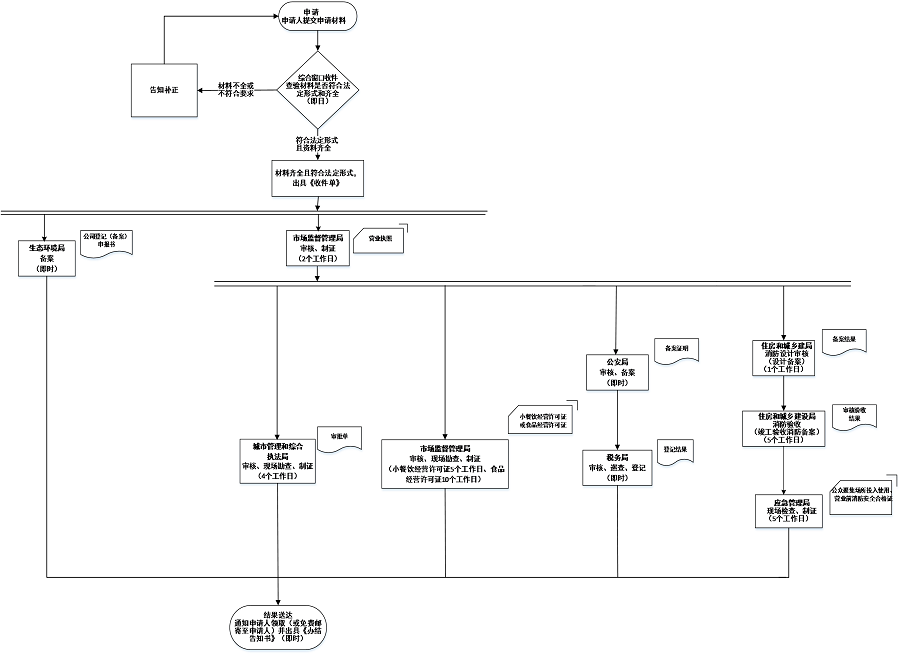 申请
申请人提交申请材料
综合窗口收件
查验材料是否符合法
定形式和齐全
（即日）
材料不全或
不符合要求
告知补正
符合法定形式
且资料齐全
材料齐全且符合法定形式，
出具《收件单》
生态环境局
备案
（即时）
公司登记（备案）
申报书
市场监督管理局
审核、制证
（2个工作日）
营业执照
公安局
审核、备案
（即时）
备案证明
住房和城乡建局
消防设计审核
（设计备案）
（1个工作日）
备案结果
城市管理和综合
执法局
审核、现场勘查、制证
（4个工作日）
审批单
市场监督管理局
审核、现场勘查、制证
（小餐饮经营许可证5个工作日、食品
经营许可证10个工作日）
小餐饮经营许可证
或食品经营许可证
税务局
审核、巡查、登记
（即时）
登记结果
住房和城乡建设局
消防验收
（竣工验收消防备案）
（5个工作日）
审核验收
结果
应急管理局
现场检查、制证
（5个工作日）
公众聚集场所投入使用、
营业前消防安全合格证
结果送达
通知申请人领取（或免费邮
寄至申请人）并出具《办结
告知书》（即时）